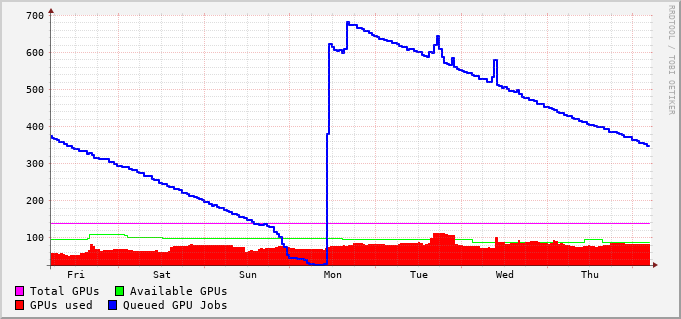 700
600
500
400
300
200
100
Fri Sat Sun Mon Tue Wed Thu
Total GPUs Available GPUs
GPUs used Queued GPU Jobs
RRDTOOL / TOBI OETIKER